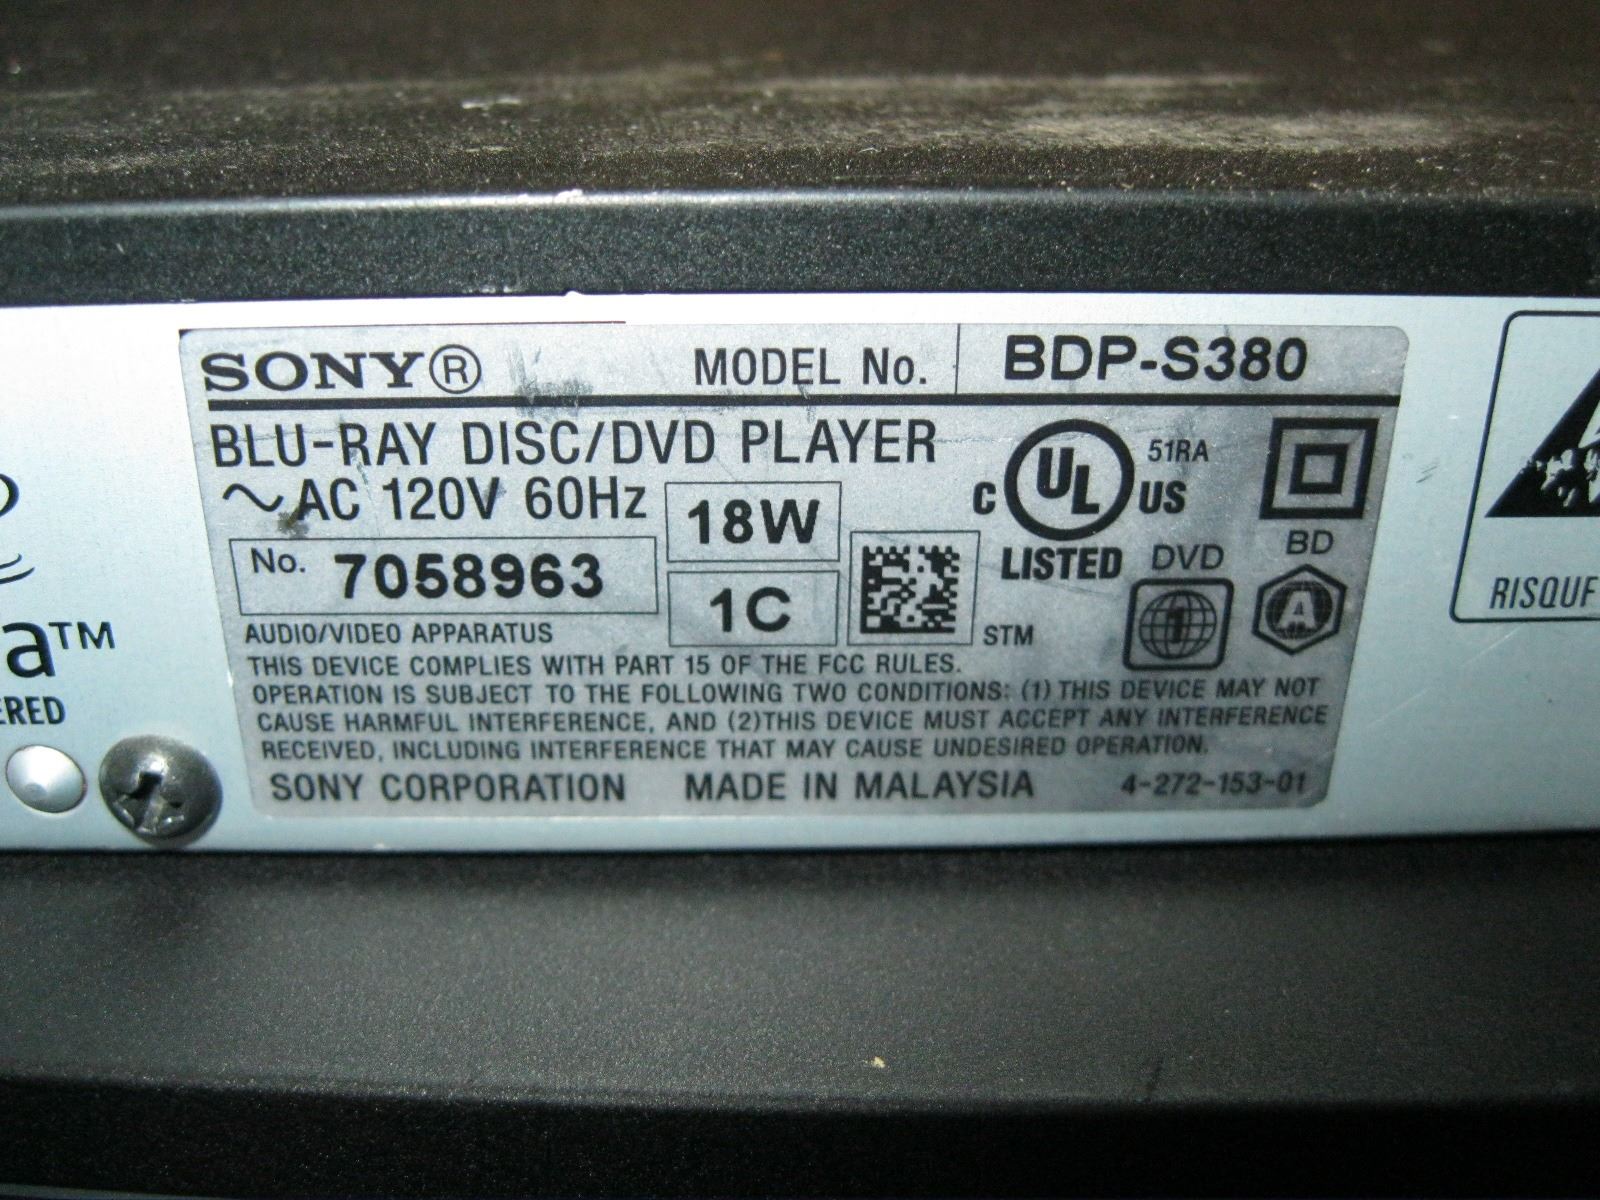 SONY® MODEL No. BDP-S380
BLU-RAY DISC/DVD PLAYER
~AC 120V 60Hz 18W
No. 7058963 1C
C UL US 51RA
LISTED
DVD
1
BD
A
STM
AUDIO/VIDEO APPARATUS
THIS DEVICE COMPLIES WITH PART 15 OF THE FCC RULES.
OPERATION IS SUBJECT TO THE FOLLOWING TWO CONDITIONS: (1) THIS DEVICE MAY NOT
CAUSE HARMFUL INTERFERENCE, AND (2)THIS DEVICE MUST ACCEPT ANY INTERFERENCE
RECEIVED, INCLUDING INTERFERENCE THAT MAY CAUSE UNDESIRED OPERATION.
SONY CORPORATION MADE IN MALAYSIA 4-272-153-01
a™
ERED
RISQUE